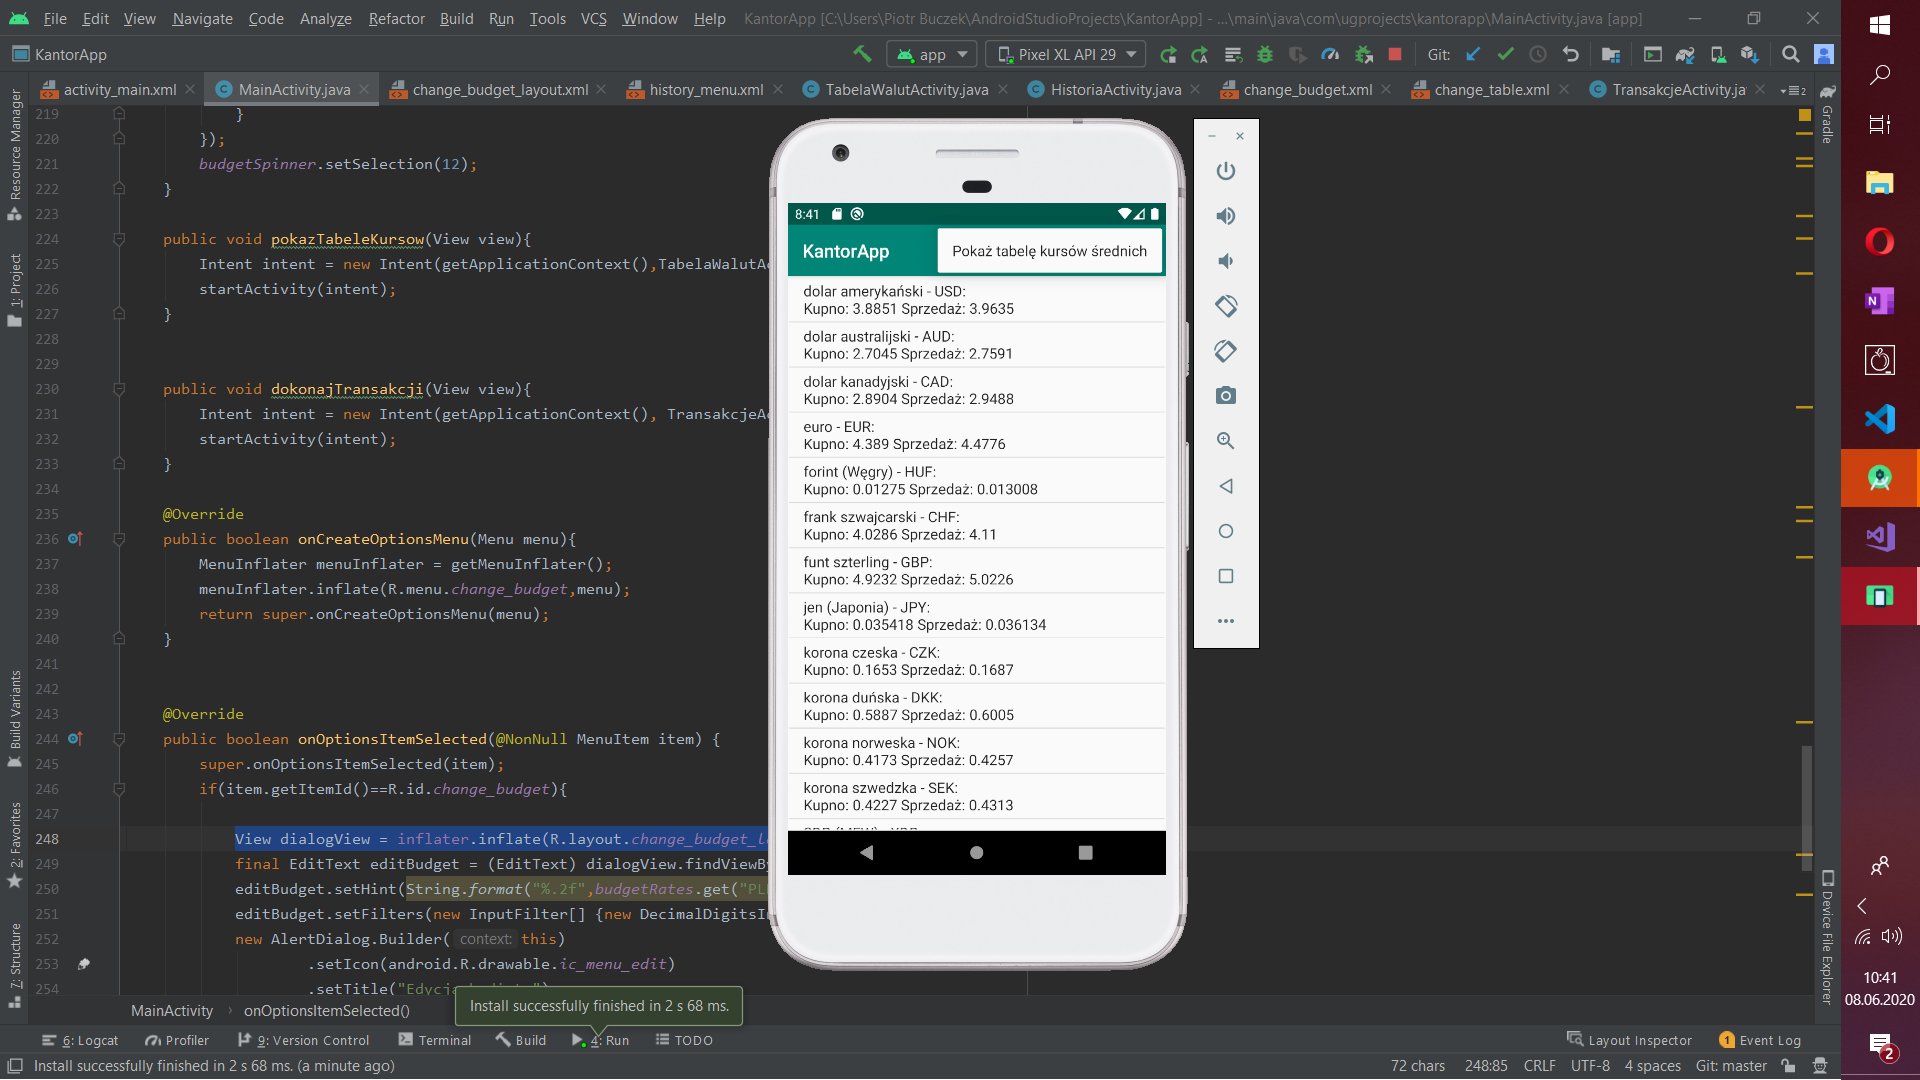 File Edit View Navigate Code Analyze Refactor Build Run Tools VCS Window Help KantorApp [C:\Users\Piotr Buczek\AndroidStudioProjects\KantorApp] - ...\main\java\com\ugprojects\kantorapp\MainActivity.java [app]
KantorApp
app
Pixel XL API 29
Git:
activity_main.xml
MainActivity.java
change_budget_layout.xml
history_menu.xml
TabelaWalutActivity.java
HistoriaActivity.java
change_budget.xml
change_table.xml
TransakcjeActivity.ja
2
Resource Manager
1: Project
Build Variants
2: Favorites
7: Structure
219 }
220 });
221 budgetSpinner.setSelection(12);
222 }
223
224 public void pokazTabeleKursow(View view){
225 Intent intent = new Intent(getApplicationContext(),TabelaWalutAc
226 startActivity(intent);
227 }
228
229
230 public void dokonajTransakcji(View view){
231 Intent intent = new Intent(getApplicationContext(), TransakcjeAc
232 startActivity(intent);
233 }
234
235 @Override
236 public boolean onCreateOptionsMenu(Menu menu){
237 MenuInflater menuInflater = getMenuInflater();
238 menuInflater.inflate(R.menu.change_budget,menu);
239 return super.onCreateOptionsMenu(menu);
240 }
241
242
243 @Override
244 public boolean onOptionsItemSelected(@NonNull MenuItem item) {
245 super.onOptionsItemSelected(item);
246 if(item.getItemId()==R.id.change_budget){
247
248 View dialogView = inflater.inflate(R.layout.change_budget_l
249 final EditText editBudget = (EditText) dialogView.findViewBy
250 editBudget.setHint(String.format("%.2f",budgetRates.get("PL
251 editBudget.setFilters(new InputFilter[] {new DecimalDigitsIn
252 new AlertDialog.Builder( context: this)
253 .setIcon(android.R.drawable.ic_menu_edit)
254
8:41
KantorApp
Pokaż tabelę kursów średnich
dolar amerykański - USD:
Kupno: 3.8851 Sprzedaż: 3.9635
dolar australijski - AUD:
Kupno: 2.7045 Sprzedaż: 2.7591
dolar kanadyjski - CAD:
Kupno: 2.8904 Sprzedaż: 2.9488
euro - EUR:
Kupno: 4.389 Sprzedaż: 4.4776
forint (Węgry) - HUF:
Kupno: 0.01275 Sprzedaż: 0.013008
frank szwajcarski - CHF:
Kupno: 4.0286 Sprzedaż: 4.11
funt szterling - GBP:
Kupno: 4.9232 Sprzedaż: 5.0226
jen (Japonia) - JPY:
Kupno: 0.035418 Sprzedaż: 0.036134
korona czeska - CZK:
Kupno: 0.1653 Sprzedaż: 0.1687
korona duńska - DKK:
Kupno: 0.5887 Sprzedaż: 0.6005
korona norweska - NOK:
Kupno: 0.4173 Sprzedaż: 0.4257
korona szwedzka - SEK:
Kupno: 0.4227 Sprzedaż: 0.4313
Gradle
Device File Explorer
MainActivity › onOptionsItemSelected()
Install successfully finished in 2 s 68 ms.
6: Logcat
Profiler
9: Version Control
Terminal
Build
4: Run
TODO
Layout Inspector
1 Event Log
Install successfully finished in 2 s 68 ms. (a minute ago)
72 chars 248:85 CRLF UTF-8 4 spaces Git: master
N
10:41
08.06.2020
2